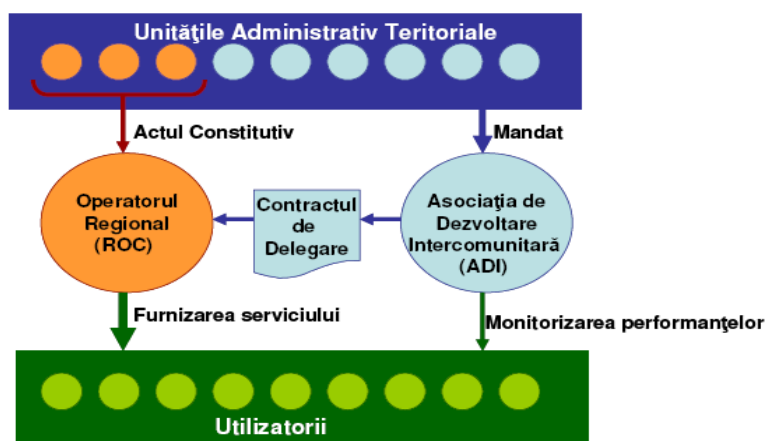 Unităţile Administrativ Teritoriale
Actul Constitutiv
Mandat
Operatorul
Regional
(ROC)
Contractul
de
Delegare
Asociaţia de
Dezvoltare
Intercomunitară
(ADI)
Furnizarea serviciului
Monitorizarea performanţelor
Utilizatorii